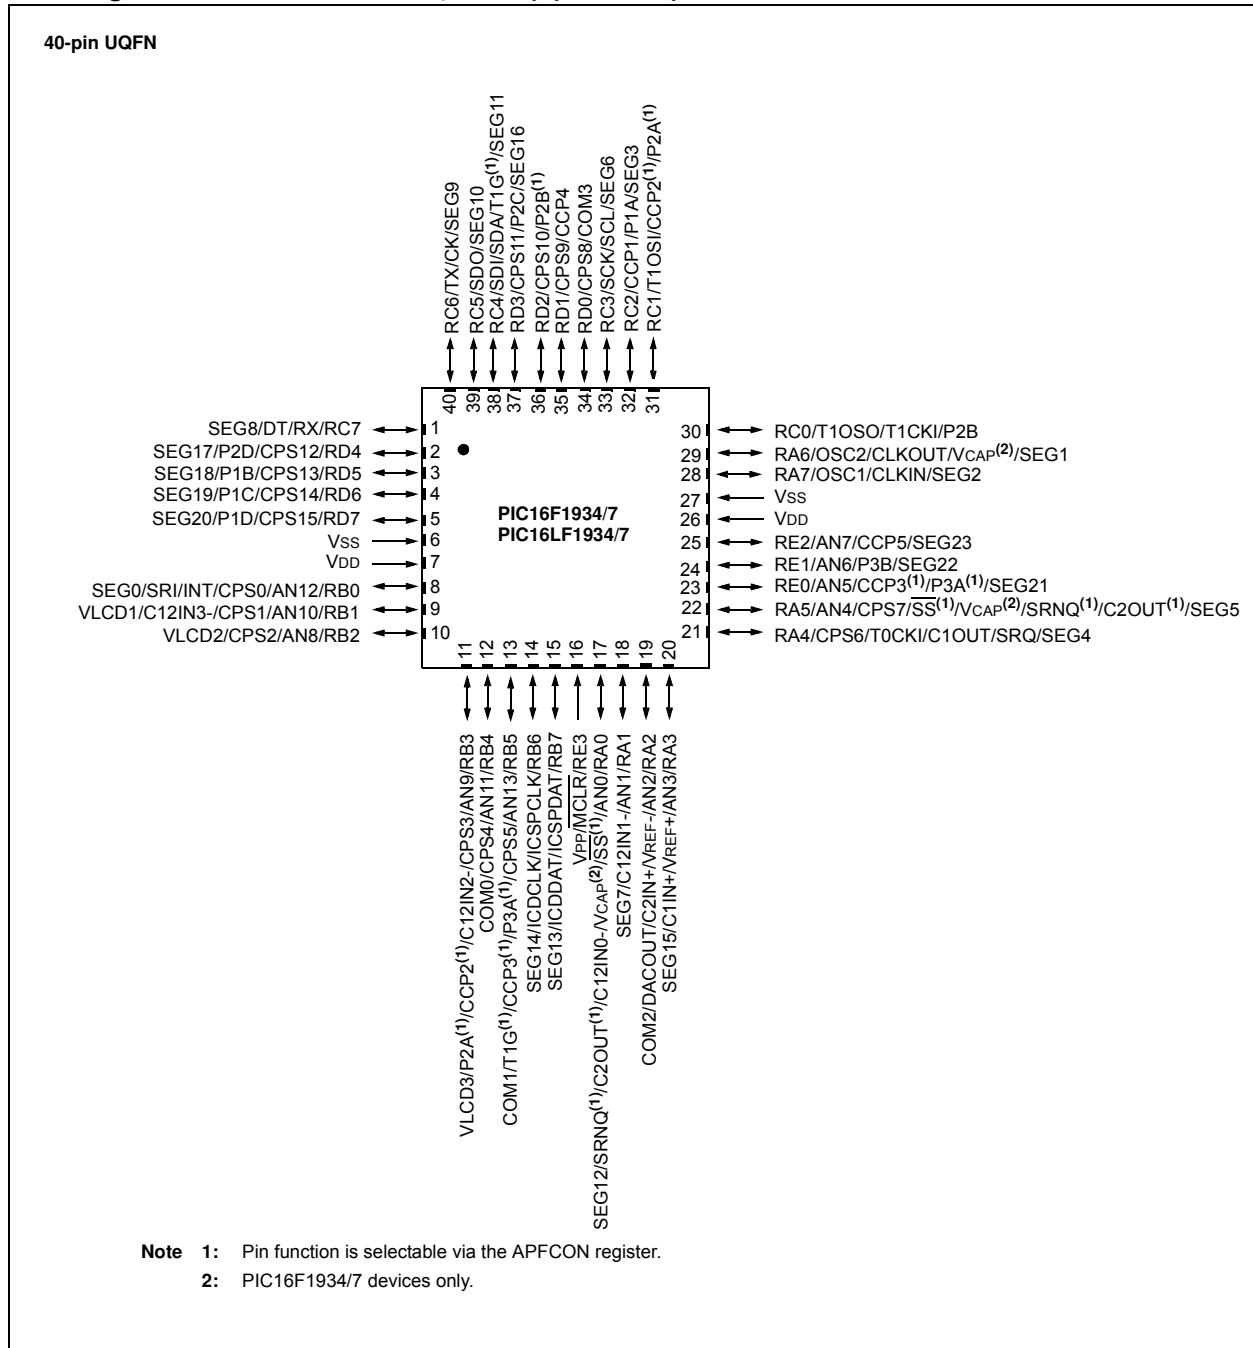 40-pin UQFN
RC6/TX/CK/SEG9
RC5/SDO/SEG10
RC4/SDI/SDA/T1G(1)/SEG11
RD3/CPS11/P2C/SEG16
RD2/CPS10/P2B(1)
RD1/CPS9/CCP4
RD0/CPS8/COM3
RC3/SCK/SCL/SEG6
RC2/CCP1/P1A/SEG3
RC1/T1OSI/CCP2(1)/P2A(1)
40
39
38
37
36
35
34
33
32
31
SEG8/DT/RX/RC7 1
SEG17/P2D/CPS12/RD4 2
SEG18/P1B/CPS13/RD5 3
SEG19/P1C/CPS14/RD6 4
SEG20/P1D/CPS15/RD7 5
VSS 6
VDD 7
SEG0/SRI/INT/CPS0/AN12/RB0 8
VLCD1/C12IN3-/CPS1/AN10/RB1 9
VLCD2/CPS2/AN8/RB2 10
PIC16F1934/7
PIC16LF1934/7
30 RC0/T1OSO/T1CKI/P2B
29 RA6/OSC2/CLKOUT/VCAP(2)/SEG1
28 RA7/OSC1/CLKIN/SEG2
27 VSS
26 VDD
25 RE2/AN7/CCP5/SEG23
24 RE1/AN6/P3B/SEG22
23 RE0/AN5/CCP3(1)/P3A(1)/SEG21
22 RA5/AN4/CPS7/SS(1)/VCAP(2)/SRNQ(1)/C2OUT(1)/SEG5
21 RA4/CPS6/T0CKI/C1OUT/SRQ/SEG4
11
12
13
14
15
16
17
18
19
20
VLCD3/P2A(1)/CCP2(1)/C12IN2-/CPS3/AN9/RB3
COM0/CPS4/AN11/RB4
COM1/T1G(1)/CCP3(1)/P3A(1)/CPS5/AN13/RB5
SEG14/ICDCLK/ICSPCLK/RB6
SEG13/ICDDAT/ICSPDAT/RB7
VPP/MCLR/RE3
SEG12/SRNQ(1)/C2OUT(1)/C12IN0-/VCAP(2)/SS(1)/AN0/RA0
SEG7/C12IN1-/AN1/RA1
COM2/DACOUT/C2IN+/VREF-/AN2/RA2
SEG15/C1IN+/VREF+/AN3/RA3
Note 1: Pin function is selectable via the APFCON register.
2: PIC16F1934/7 devices only.